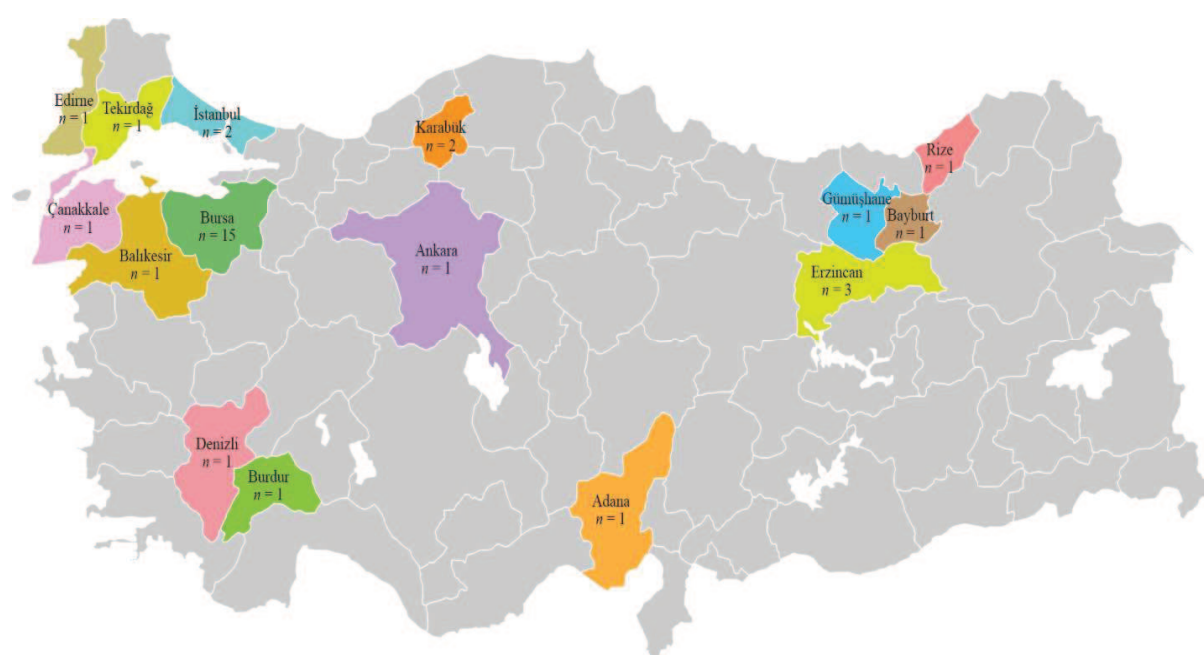 Edirne
n = 1
Tekirdağ
n = 1
İstanbul
n = 2
Karabük
n = 2
Rize
n = 1
Çanakkale
n = 1
Bursa
n = 15
Balıkesir
n = 1
Ankara
n = 1
Gümüşhane
n = 1
Bayburt
n = 1
Erzincan
n = 3
Denizli
n = 1
Burdur
n = 1
Adana
n = 1